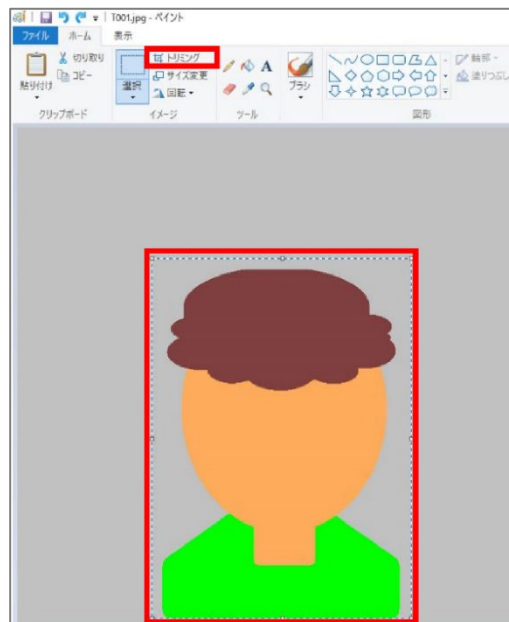 T001.jpg - ペイント
ファイル ホーム 表示
貼り付け
切り取り
コピー
クリップボード
選択
トリミング
サイズ変更
回転
イメージ
A
ツール
ブラシ
輪郭
塗りつぶし
図形